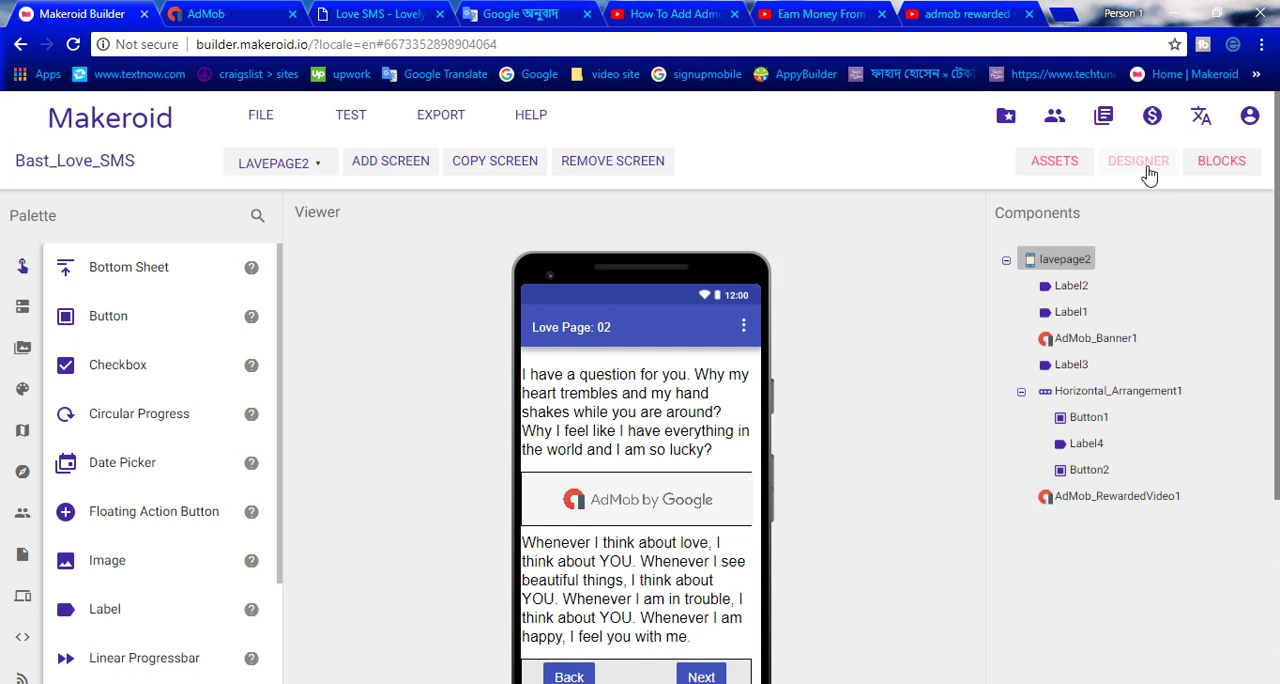 Makeroid Builder
AdMob
Love SMS - Lovely
Google অনুবাদ
How To Add Adm
Earn Money From
admob rewarded
Person 1
Not secure
builder.makeroid.io/?locale=en#6673352898904064
Apps
www.textnow.com
craigslist > sites
upwork
Google Translate
Google
video site
signupmobile
AppyBuilder
ফাহাদ হোসেন » টেক
https://www.techtun
Home | Makeroid
»
Makeroid
FILE
TEST
EXPORT
HELP
Bast_Love_SMS
LAVEPAGE2
ADD SCREEN
COPY SCREEN
REMOVE SCREEN
ASSETS
DESIGNER
BLOCKS
Palette
Bottom Sheet
Button
Checkbox
Circular Progress
Date Picker
Floating Action Button
Image
Label
Linear Progressbar
Viewer
12:00
Love Page: 02
I have a question for you. Why my
heart trembles and my hand
shakes while you are around?
Why I feel like I have everything in
the world and I am so lucky?
AdMob by Google
Whenever I think about love, I
think about YOU. Whenever I see
beautiful things, I think about
YOU. Whenever I am in trouble, I
think about YOU. Whenever I am
happy, I feel you with me.
Back
Next
Components
lavepage2
Label2
Label1
AdMob_Banner1
Label3
Horizontal_Arrangement1
Button1
Label4
Button2
AdMob_RewardedVideo1